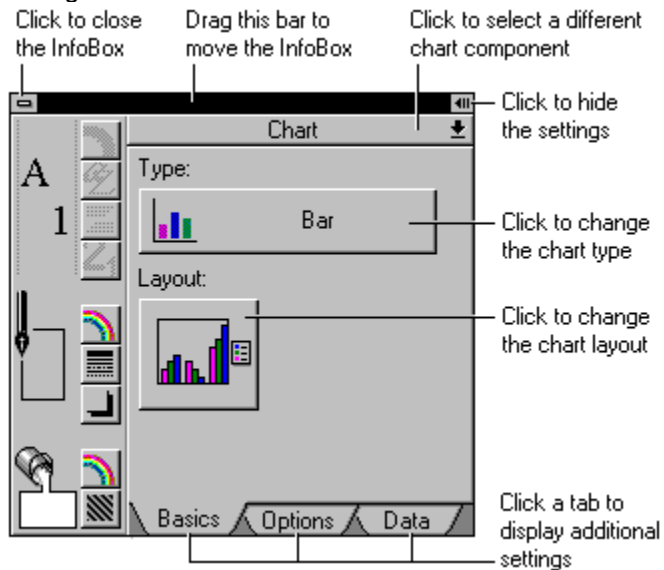 Click to close
the InfoBox
Drag this bar to
move the InfoBox
Click to select a different
chart component
Click to hide
the settings
Chart
A
1
Type:
Bar
Click to change
the chart type
Layout:
Click to change
the chart layout
Basics
Options
Data
Click a tab to
display additional
settings